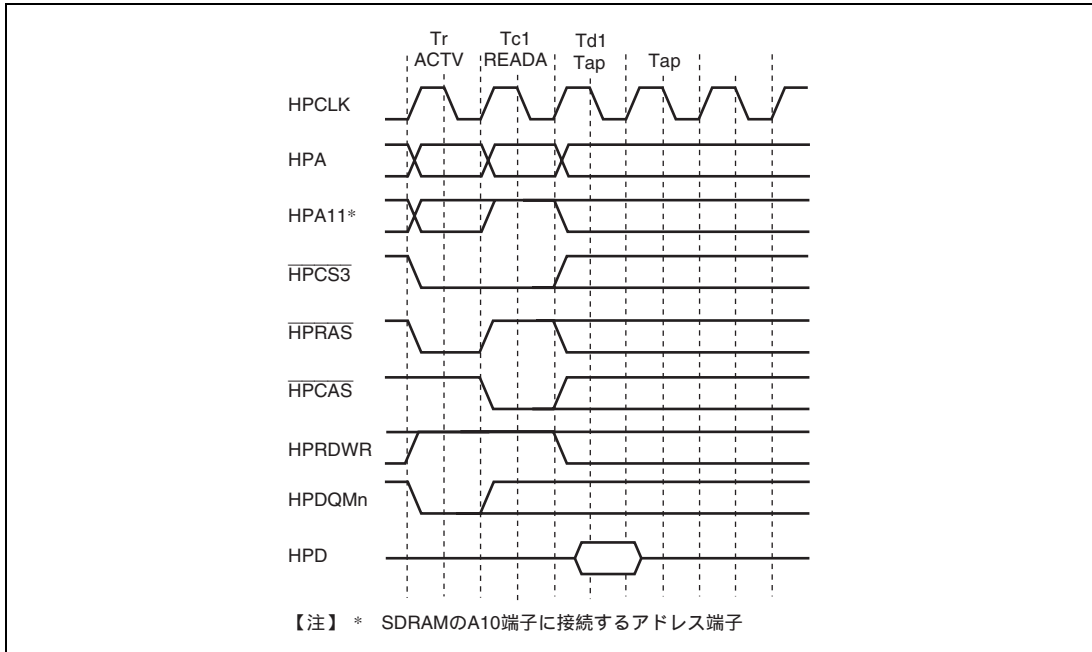 Tr Tc1 Td1
ACTV READA Tap Tap
HPCLK
HPA
HPA11*
HPCS3
HPRAS
HPCAS
HPRDWR
HPDQMn
HPD
【注】 * SDRAMのA10端子に接続するアドレス端子